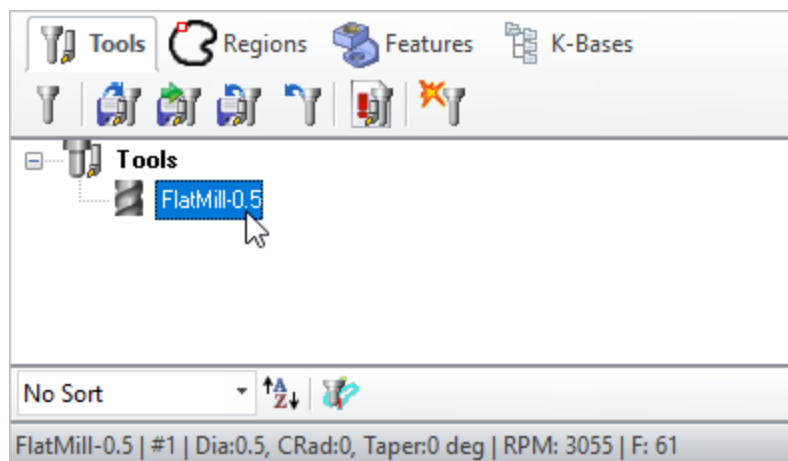 Tools Regions Features K-Bases
Tools
FlatMill-0.5
No Sort
FlatMill-0.5 | #1 | Dia:0.5, CRad:0, Taper:0 deg | RPM: 3055 | F: 61